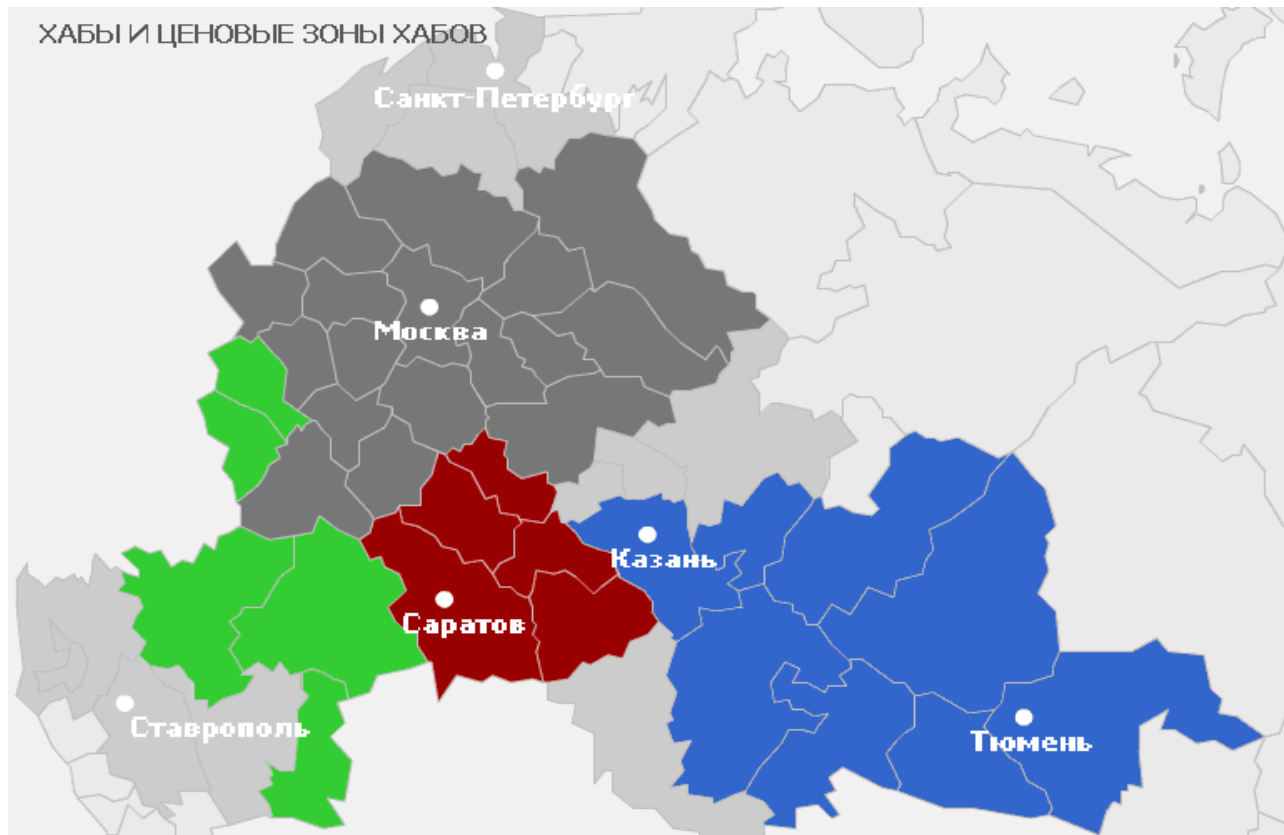 ХАБЫ И ЦЕНОВЫЕ ЗОНЫ ХАБОВ
Санкт-Петербург
Москва
Казань
Саратов
Ставрополь
Тюмень